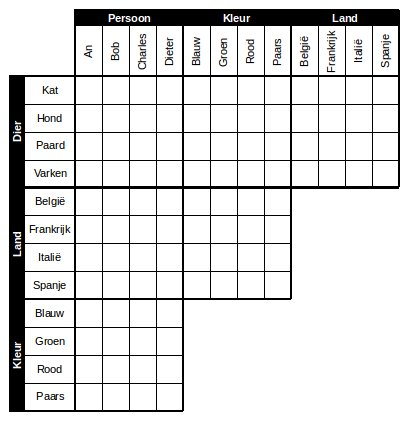 Persoon Kleur Land
An Bob Charles Dieter Blauw Groen Rood Paars België Frankrijk Italië Spanje
Dier
Kat
Hond
Paard
Varken
Land
België
Frankrijk
Italië
Spanje
Kleur
Blauw
Groen
Rood
Paars